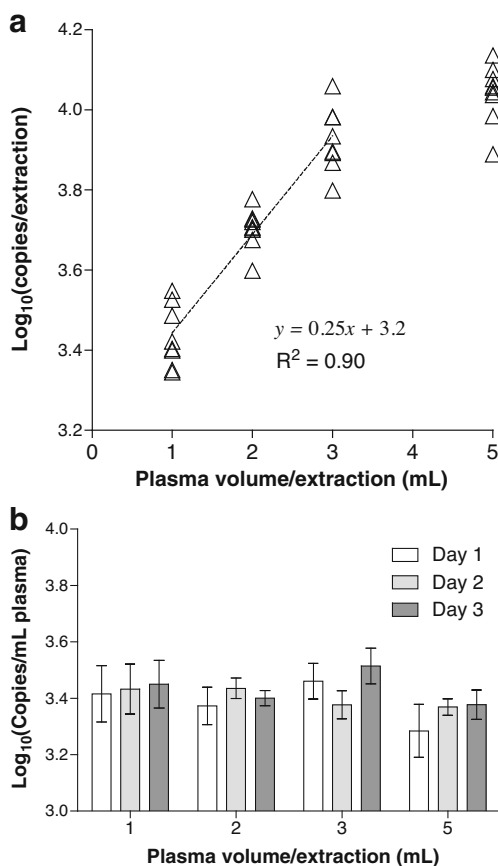 a
4.2
4.0
3.8
3.6
3.4
3.2
Log₁₀(copies/extraction)
y = 0.25x + 3.2
R² = 0.90
0 1 2 3 4 5
Plasma volume/extraction (mL)
b
4.0
3.8
3.6
3.4
3.2
3.0
Log₁₀(Copies/mL plasma)
Day 1
Day 2
Day 3
1 2 3 5
Plasma volume/extraction (mL)